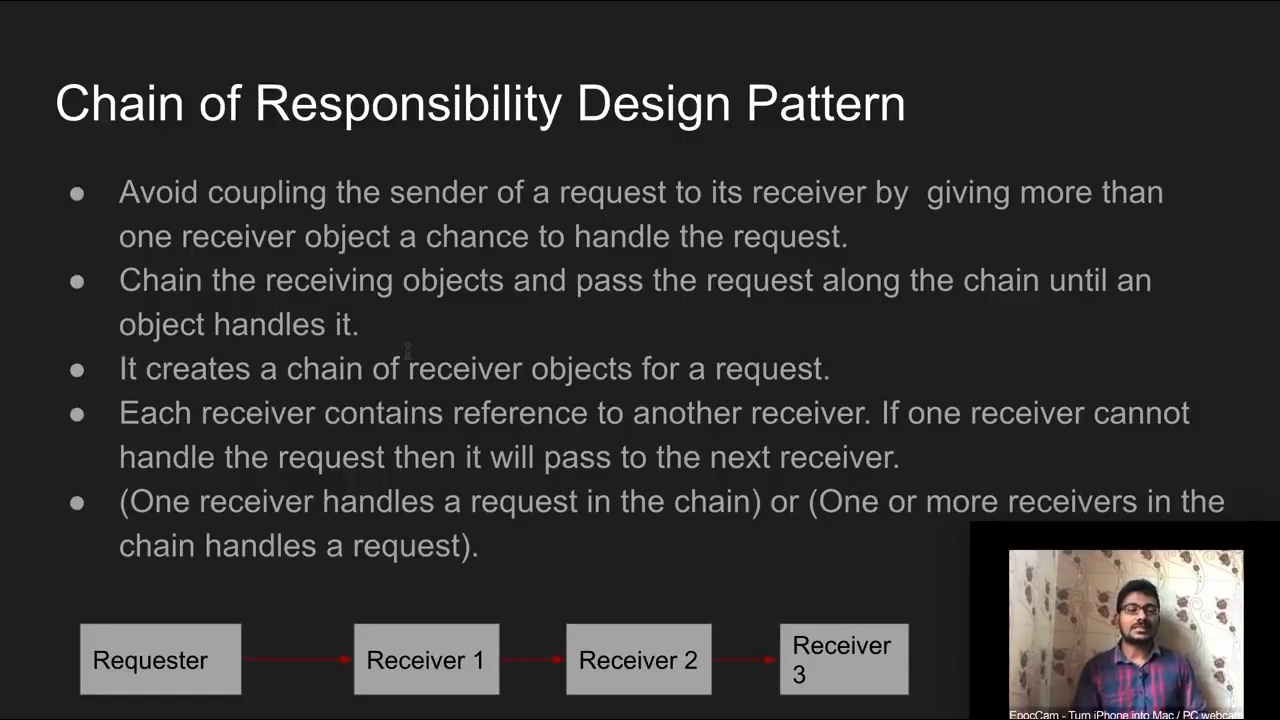 Chain of Responsibility Design Pattern
● Avoid coupling the sender of a request to its receiver by  giving more than
one receiver object a chance to handle the request.
● Chain the receiving objects and pass the request along the chain until an
object handles it.
● It creates a chain of receiver objects for a request.
● Each receiver contains reference to another receiver. If one receiver cannot
handle the request then it will pass to the next receiver.
● (One receiver handles a request in the chain) or (One or more receivers in the
chain handles a request).
Requester
Receiver 1
Receiver 2
Receiver
3
EpocCam - Turn iPhone into Mac / PC webcam